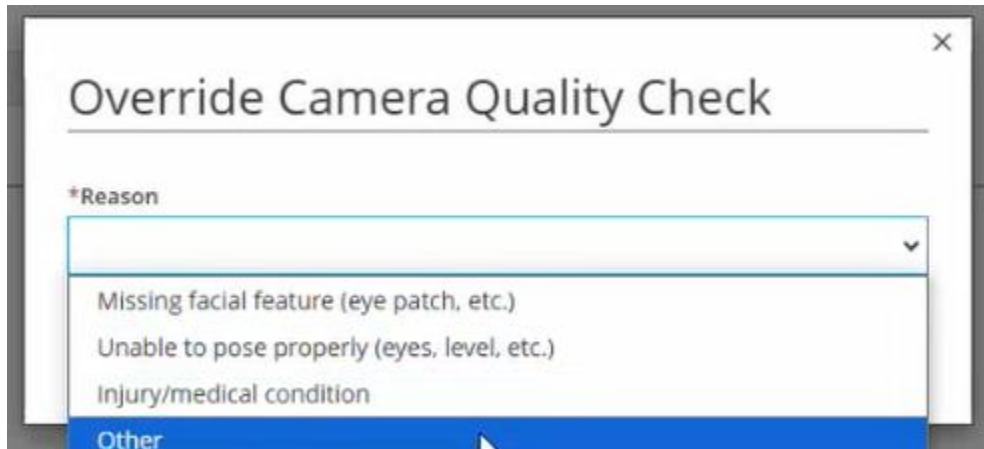 Override Camera Quality Check
*Reason
Missing facial feature (eye patch, etc.)
Unable to pose properly (eyes, level, etc.)
Injury/medical condition
Other